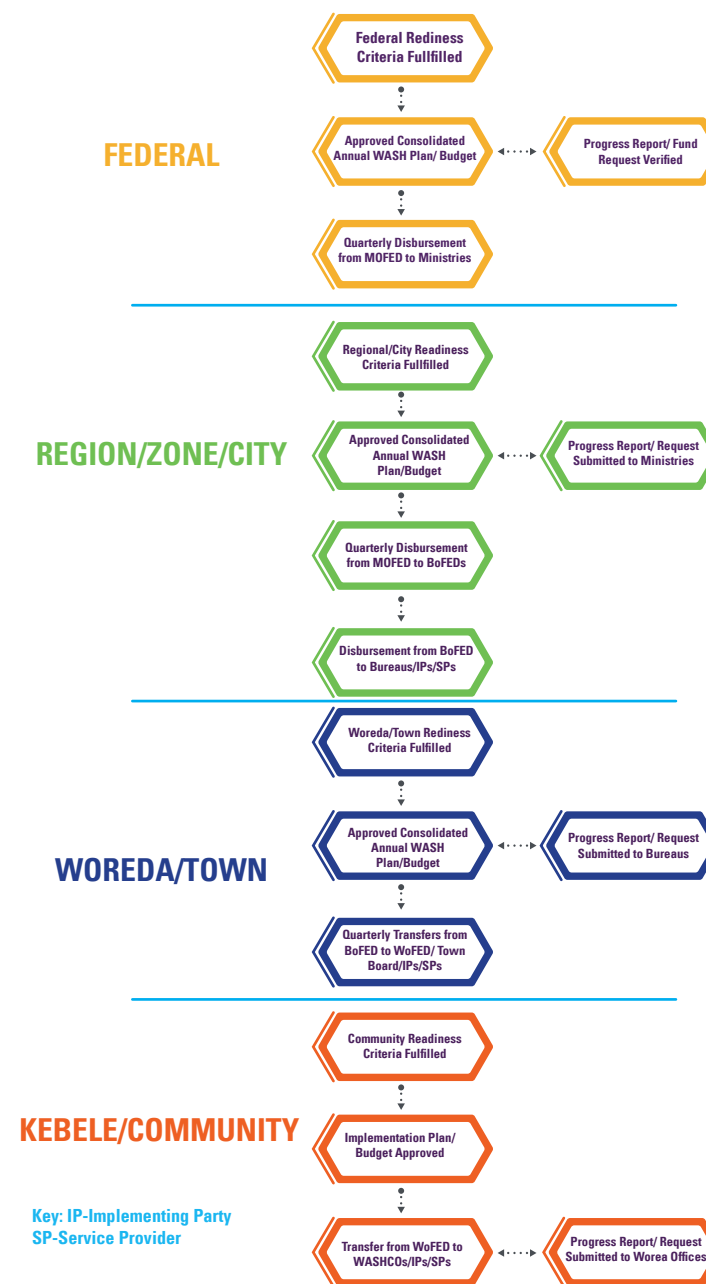 Federal Rediness
Criteria Fullfilled
FEDERAL
Approved Consolidated
Annual WASH Plan/ Budget
Progress Report/ Fund
Request Verified
Quarterly Disbursement
from MOFED to Ministries
Regional/City Readiness
Criteria Fullfilled
REGION/ZONE/CITY
Approved Consolidated
Annual WASH
Plan/Budget
Progress Report/ Request
Submitted to Ministries
Quarterly Disbursement
from MOFED to BoFEDs
Disbursement from BoFED
to Bureaus/IPs/SPs
Woreda/Town Rediness
Criteria Fulfilled
WOREDA/TOWN
Approved Consolidated
Annual WASH
Plan/Budget
Progress Report/ Request
Submitted to Bureaus
Quarterly Transfers from
BoFED to WoFED/ Town
Board/IPs/SPs
Community Readiness
Criteria Fulfilled
KEBELE/COMMUNITY
Implementation Plan/
Budget Approved
Key: IP-Implementing Party
SP-Service Provider
Transfer from WoFED to
WASHCOs/IPs/SPs
Progress Report/ Request
Submitted to Worea Offices